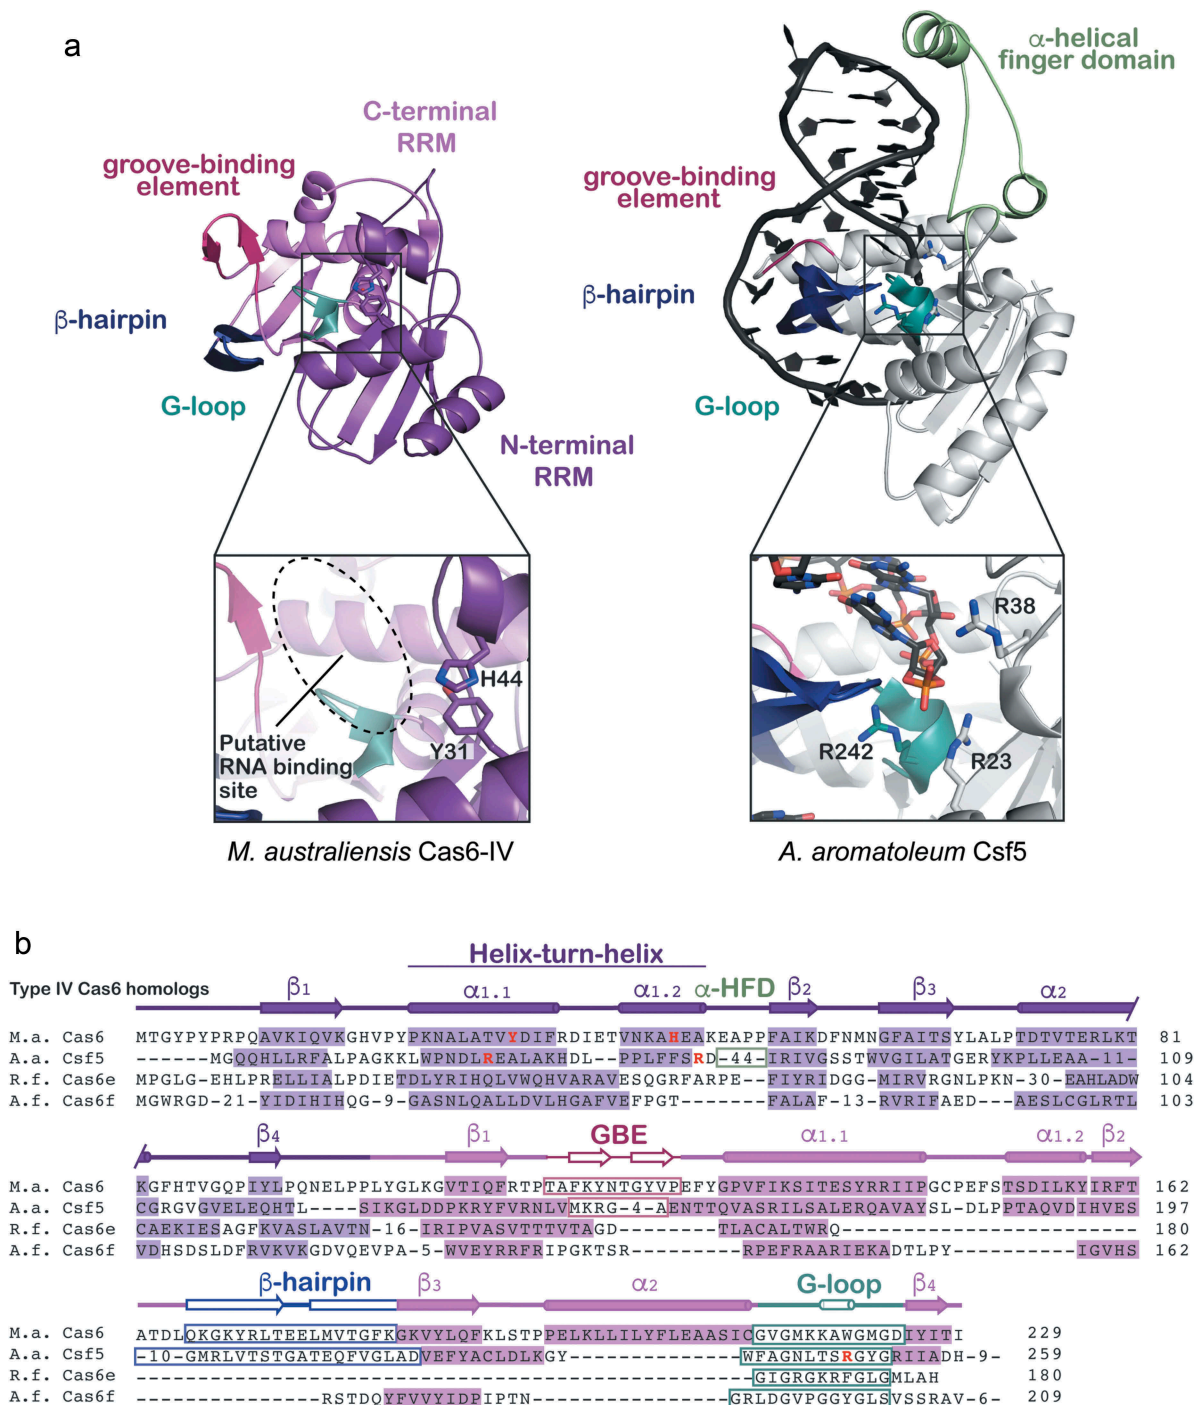 a
C-terminal
RRM
groove-binding
element
β-hairpin
G-loop
N-terminal
RRM
H44
Y31
Putative
RNA binding
site
M. australiensis Cas6-IV
α-helical
finger domain
groove-binding
element
β-hairpin
G-loop
R38
R242
R23
A. aromatoleum Csf5
b
Helix-turn-helix
Type IV Cas6 homologs β1 α1.1 α1.2 α-HFD β2 β3 α2
M.a. Cas6 MTGYPYPRPQAVKIQVKGHVPYPKNALATVYDIFRDIETVNKAHEAKEAPPFAIKDFNMNGFAITSYLALPTDTVTERLKT 81
A.a. Csf5 ------MGQQHLLRFALPAGKKLWPNDLREALAKHDL--PPLFFSRD-44-IRIVGSSTWVGILATGERYKPLLEAA-11- 109
R.f. Cas6e MPGLG-EHLPRELLIALPDIETDLYRIHQLVWQHVARAVESQGRFARPE--FIYRIDGG-MIRVRGNLPKN-30-EAHLADW 104
A.f. Cas6f MGWRGD-21-YIDIHIHQG-9-GASNLQALLDVLHGAFVEFPGT-------FALAF-13-RVRIFAED---AESLCGLRTL 103
β4 β1 GBE α1.1 α1.2 β2
M.a. Cas6 KGFHTVGQPIYLPQNELPPLYGLKGVTIQFRTPTAFKYNTGYVPEFYGPVFIKSITESYRRIIPGCPEFSTSDILKYIRFT 162
A.a. Csf5 CGRGVGVELEQHTL-----SIKGLDDPKRYFVRNLVMKRG-4-AENTTQVASRILSALERQAVAYSL-DLPPTAQVDIHVES 197
R.f. Cas6e CAEKIESAGFKVASLAVTN-16-IRIPVASVTTTVTAGD---------TLACALTWRQ---------------------- 160
A.f. Cas6f VDHSDSLDFRVKVKGDVQEVPA-5-WVEYRRFRIPGKTSR----------RPEFRAARIEKADTLPY-----------IGVHS 162
β-hairpin β3 α2 G-loop β4
M.a. Cas6 ATDLQKGKYRLTEELMVTGFKGKVYLQFKLSTPPELKLLILYFLEAASICGVGMKKAWGMGDIYITI 229
A.a. Csf5 -10-GMRLVTSTGATEQFVGLADVEFYACLDLKGY-----------------WFAGNLTSRGYGRIIADH-9- 259
R.f. Cas6e --------------------------------------------------GIGRGKRFGLGMLAH 180
A.f. Cas6f ------------------RSTDQYFVVYIDPIPTN------------------GRLDGVPGGYGLSVSSRAV-6- 209